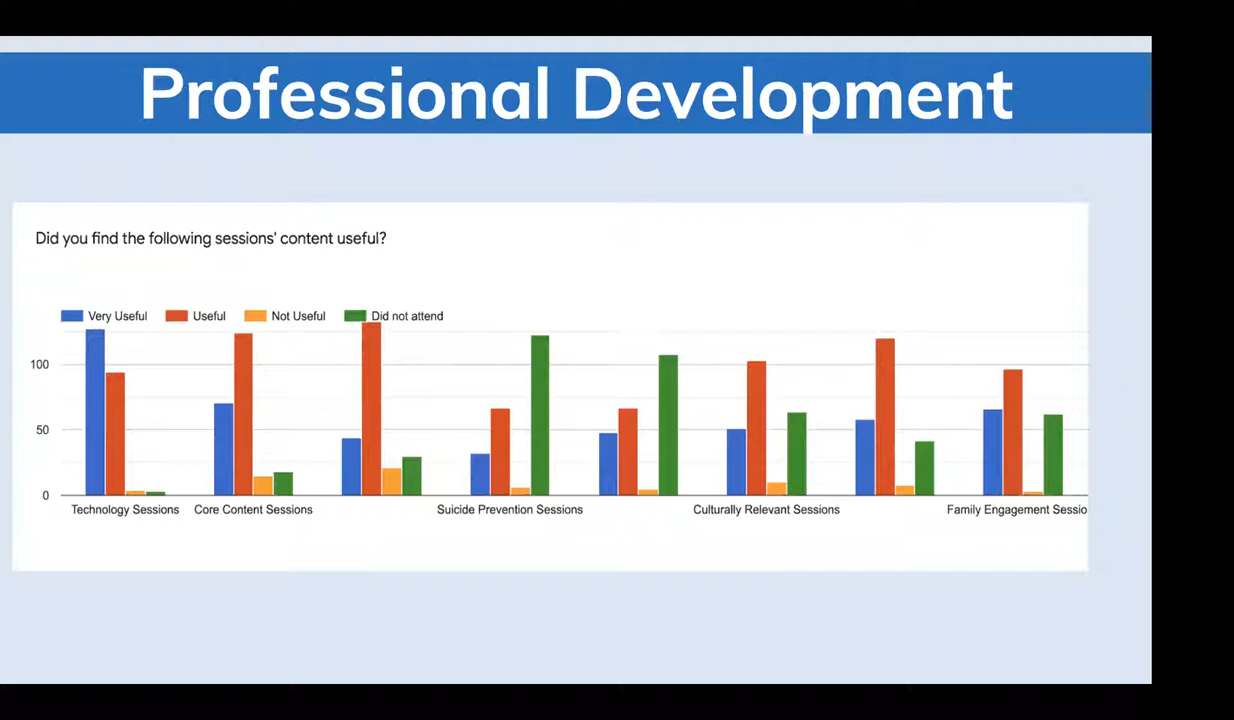 Professional Development
Did you find the following sessions' content useful?
Very Useful Useful Not Useful Did not attend
100
50
0
Technology Sessions Core Content Sessions Suicide Prevention Sessions Culturally Relevant Sessions Family Engagement Sessio